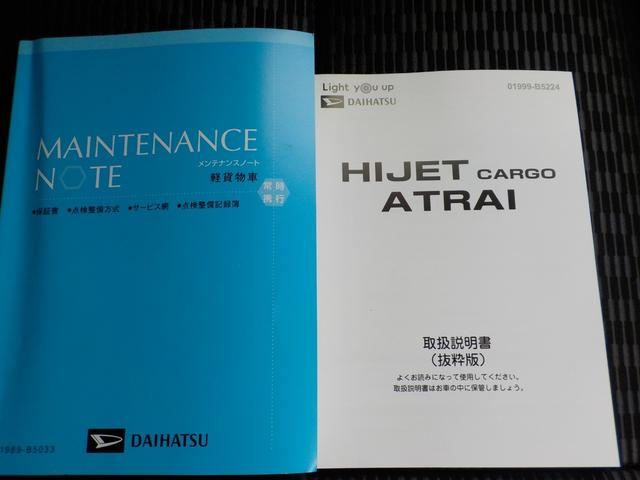 MAINTENANCE
NOTE
メンテナンスノート
軽貨物車
常時
携行
●保証書 ●点検整備方式 ●サービス網 ●点検整備記録簿
DAIHATSU
1989-B5033
Light you up
DAIHATSU
01999-B5224
HIJET CARGO
ATRAI
取扱説明書
(抜粋版)
よくお読みになって使用してください。
取扱説明書はお車の中に保管しましょう。